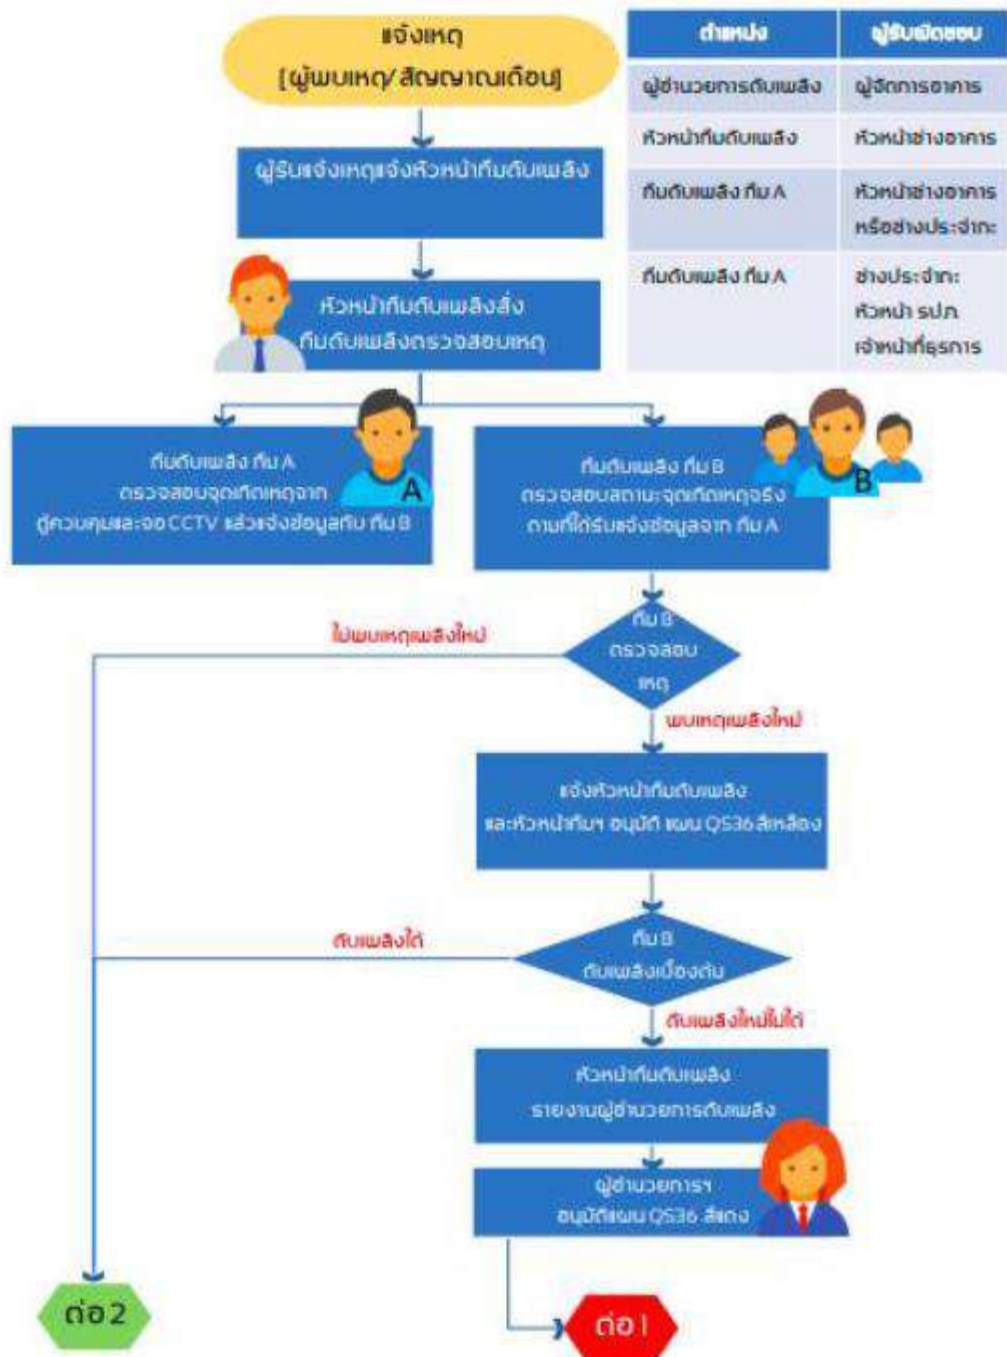 แจ้งเหตุ
[ผู้พบเหตุ/สัญญาณเตือน]
ผู้รับแจ้งเหตุแจ้งหัวหน้าทีมดับเพลิง
หัวหน้าทีมดับเพลิงสั่ง
ทีมดับเพลิงตรวจสอบเหตุ
ตำแหน่ง ผู้รับผิดชอบ
ผู้อำนวยการดับเพลิง ผู้จัดการอาคาร
หัวหน้าทีมดับเพลิง หัวหน้าช่างอาคาร
ทีมดับเพลิง ทีม A หัวหน้าช่างอาคาร
หรือช่างประจำกะ
ทีมดับเพลิง ทีม A ช่างประจำกะ
หัวหน้า รปภ.
เจ้าหน้าที่ธุรการ
A
ทีมดับเพลิง ทีม A
ตรวจสอบจุดเกิดเหตุจาก
ตู้ควบคุมและจอ CCTV แล้วแจ้งข้อมูลกับ ทีม B
B
ทีมดับเพลิง ทีม B
ตรวจสอบสถานะจุดเกิดเหตุจริง
ตามที่ได้รับแจ้งข้อมูลจาก ทีม A
ทีม B
ตรวจสอบ
เหตุ
ไม่พบเหตุเพลิงไหม้
พบเหตุเพลิงไหม้
แจ้งหัวหน้าทีมดับเพลิง
และหัวหน้าทีมฯ อนุมัติ แผน QS36 สีเหลือง
ทีม B
ดับเพลิงเบื้องต้น
ดับเพลิงได้
ดับเพลิงไหม้ไม่ได้
หัวหน้าทีมดับเพลิง
รายงานผู้อำนวยการดับเพลิง
ผู้อำนวยการฯ
อนุมัติแผน QS36 สีแดง
ต่อ 2
ต่อ 1